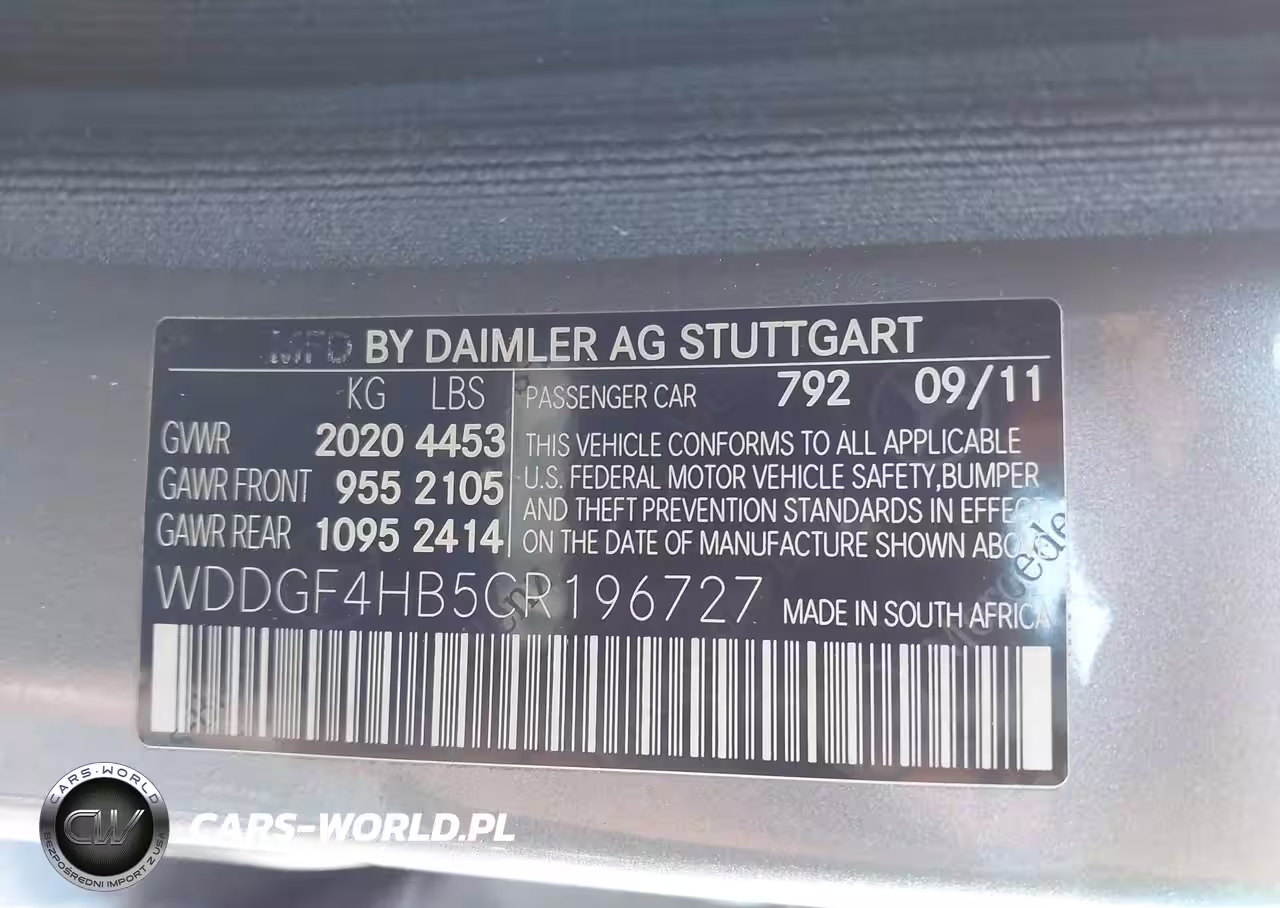 MFD BY DAIMLER AG STUTTGART
KG LBS
GVWR 2020 4453
GAWR FRONT 955 2105
GAWR REAR 1095 2414
PASSENGER CAR 792 09/11
THIS VEHICLE CONFORMS TO ALL APPLICABLE
U.S. FEDERAL MOTOR VEHICLE SAFETY,BUMPER
AND THEFT PREVENTION STANDARDS IN EFFECT
ON THE DATE OF MANUFACTURE SHOWN ABOVE
WDDGF4HB5CR196727 MADE IN SOUTH AFRICA
Mercedes
CARS-WORLD
CW
BEZPOŚREDNI IMPORT Z USA
CARS-WORLD.PL